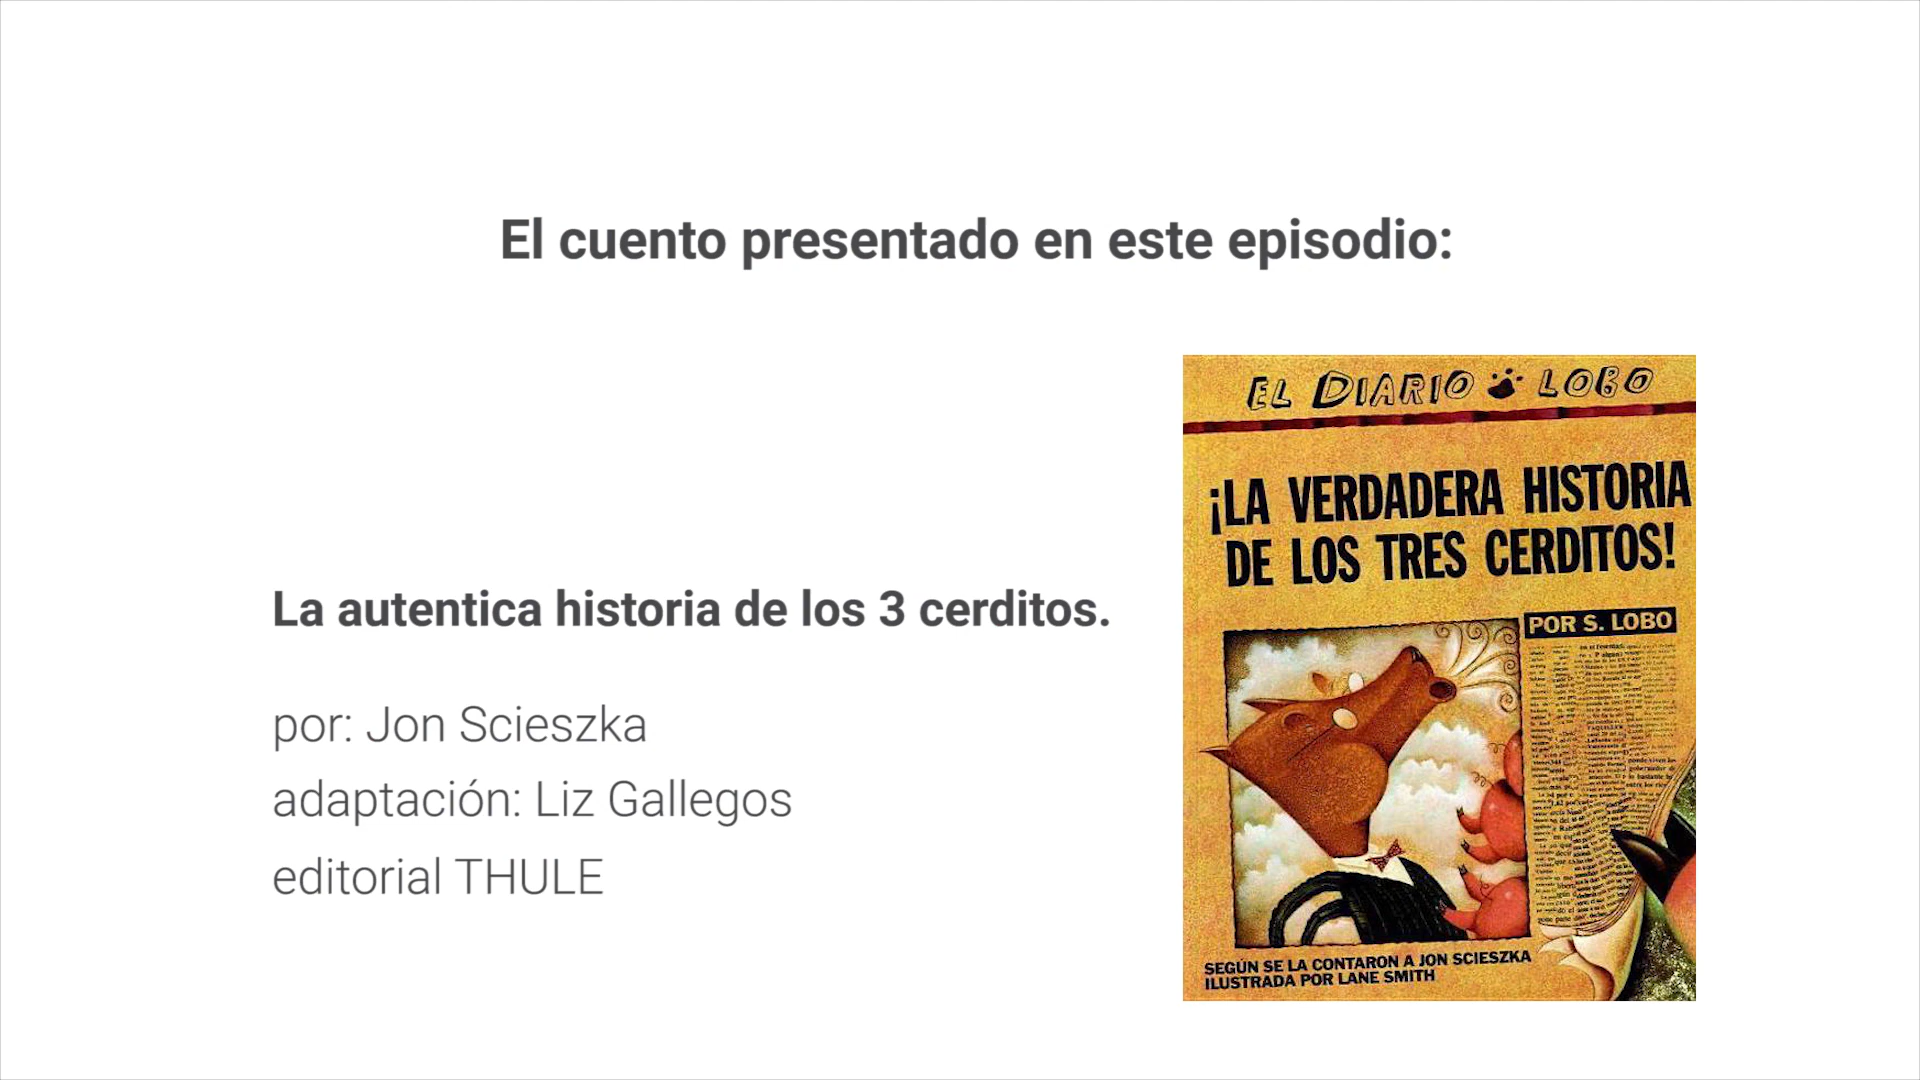 El cuento presentado en este episodio:
EL DIARIO LOBO
¡LA VERDADERA HISTORIA
DE LOS TRES CERDITOS!
POR S. LOBO
SEGÚN SE LA CONTARON A JON SCIESZKA
ILUSTRADA POR LANE SMITH
La autentica historia de los 3 cerditos.
por: Jon Scieszka
adaptación: Liz Gallegos
editorial THULE